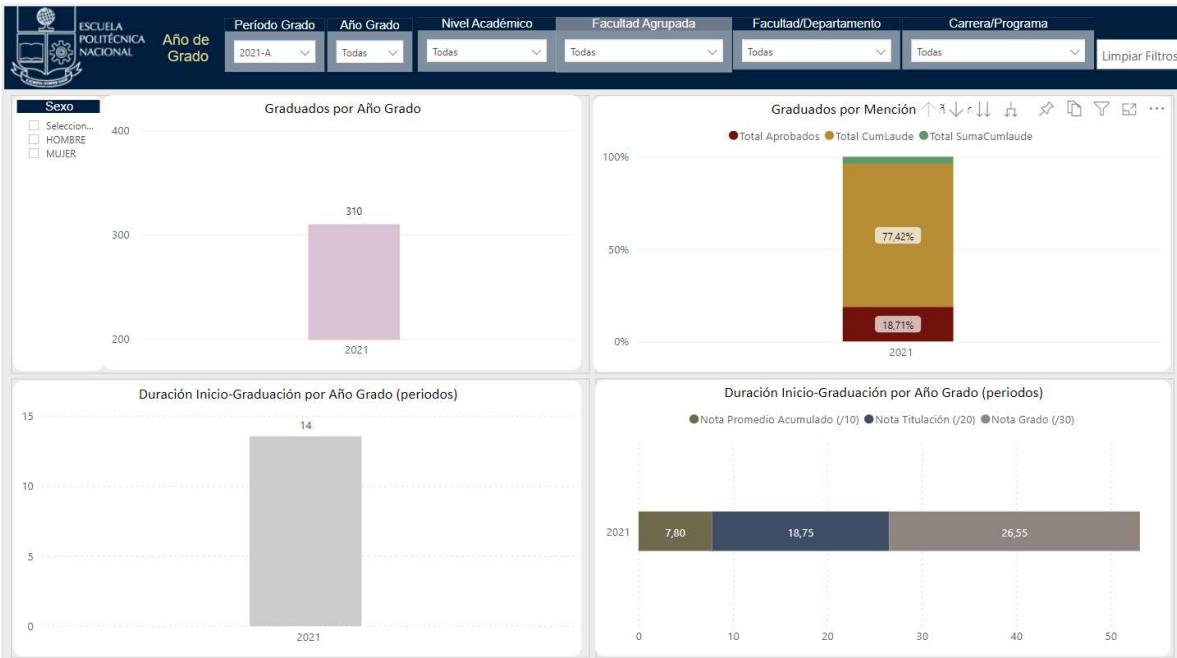 ESCUELA
POLITÉCNICA
NACIONAL
Año de
Grado
Período Grado
2021-A
Año Grado
Todas
Nivel Académico
Todas
Facultad Agrupada
Todas
Facultad/Departamento
Todas
Carrera/Programa
Todas
Limpiar Filtros
Sexo
Seleccion...
HOMBRE
MUJER
Graduados por Año Grado
400
300
200
310
2021
Graduados por Mención
Total Aprobados Total CumLaude Total SumaCumlaude
100%
50%
0%
77,42%
18,71%
2021
Duración Inicio-Graduación por Año Grado (periodos)
15
10
5
0
14
2021
Duración Inicio-Graduación por Año Grado (periodos)
Nota Promedio Acumulado (/10) Nota Titulación (/20) Nota Grado (/30)
2021 7,80 18,75 26,55
0 10 20 30 40 50